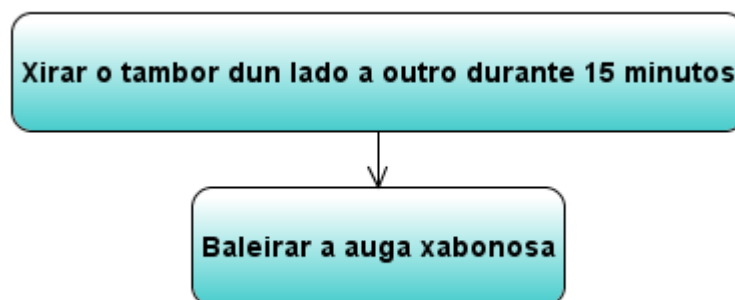 Xirar o tambor dun lado a outro durante 15 minutos
Baleirar a auga xabonosa